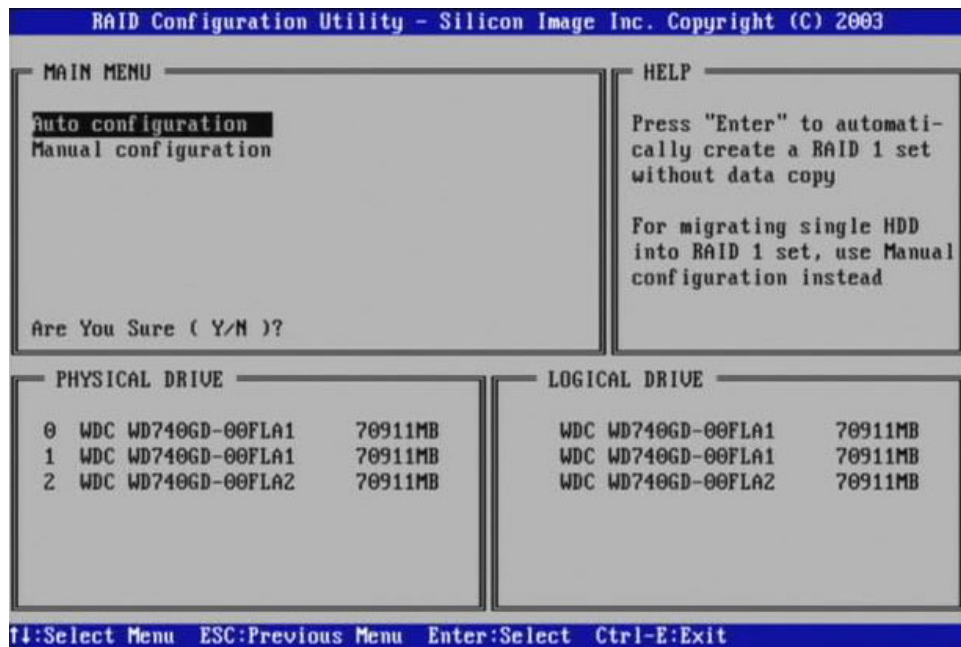 RAID Configuration Utility - Silicon Image Inc. Copyright (C) 2003
MAIN MENU
Auto configuration
Manual configuration
Are You Sure ( Y/N )?
HELP
Press "Enter" to automati-
cally create a RAID 1 set
without data copy
For migrating single HDD
into RAID 1 set, use Manual
configuration instead
PHYSICAL DRIVE
0 WDC WD740GD-00FLA1 70911MB
1 WDC WD740GD-00FLA1 70911MB
2 WDC WD740GD-00FLA2 70911MB
LOGICAL DRIVE
WDC WD740GD-00FLA1 70911MB
WDC WD740GD-00FLA1 70911MB
WDC WD740GD-00FLA2 70911MB
↑↓:Select Menu ESC:Previous Menu Enter:Select Ctrl-E:Exit